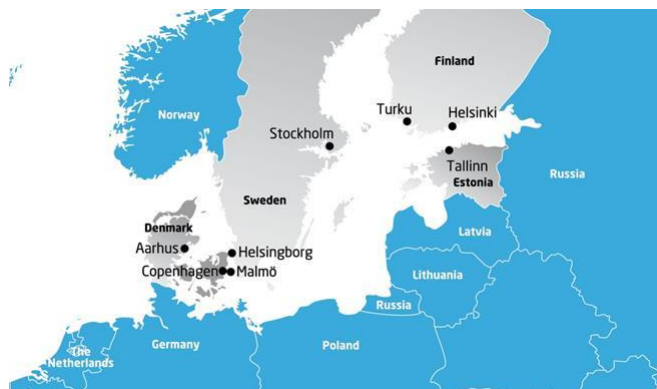 Finland
Turku
Helsinki
Norway
Stockholm
Tallinn
Estonia
Russia
Sweden
Denmark
Latvia
Aarhus
Helsingborg
Copenhagen
Malmö
Lithuania
Russia
The
Netherlands
Germany
Poland